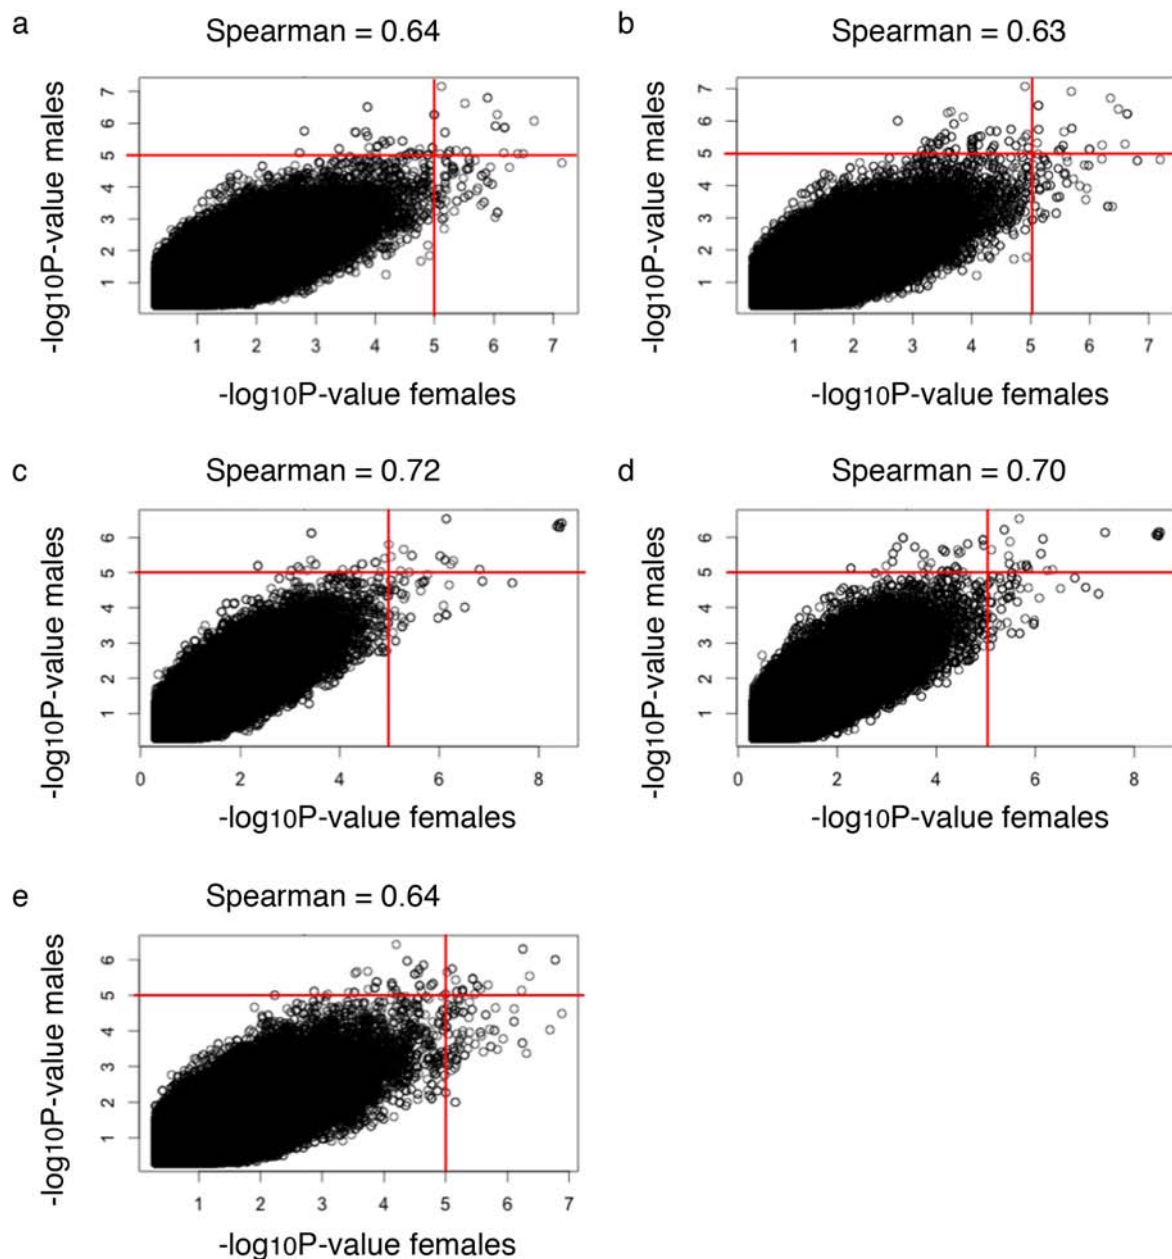 a
Spearman = 0.64
-log10P-value males
7
6
5
4
3
2
1
1 2 3 4 5 6 7
-log10P-value females
b
Spearman = 0.63
-log10P-value males
7
6
5
4
3
2
1
1 2 3 4 5 6 7
-log10P-value females
c
Spearman = 0.72
-log10P-value males
6
5
4
3
2
1
0 2 4 6 8
-log10P-value females
d
Spearman = 0.70
-log10P-value males
6
5
4
3
2
1
0 2 4 6 8
-log10P-value females
e
Spearman = 0.64
-log10P-value males
6
5
4
3
2
1
1 2 3 4 5 6 7
-log10P-value females